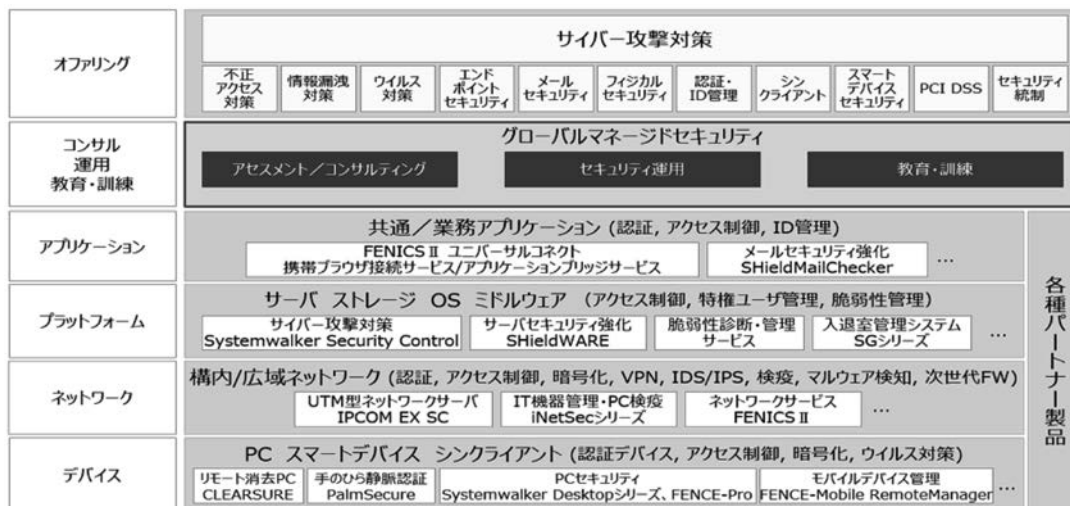 オファリング
サイバー攻撃対策
不正
アクセス
対策
情報漏洩
対策
ウイルス
対策
エンド
ポイント
セキュリティ
メール
セキュリティ
フィジカル
セキュリティ
認証・
ID管理
シン
クライアント
スマート
デバイス
セキュリティ
PCI DSS
セキュリティ
統制
コンサル
運用
教育・訓練
グローバルマネージドセキュリティ
アセスメント／コンサルティング
セキュリティ運用
教育・訓練
アプリケーション
共通／業務アプリケーション (認証, アクセス制御, ID管理)
FENICSⅡ ユニバーサルコネクト
携帯ブラウザ接続サービス/アプリケーションブリッジサービス
メールセキュリティ強化
SHieldMailChecker
…
プラットフォーム
サーバ ストレージ OS ミドルウェア (アクセス制御, 特権ユーザ管理, 脆弱性管理)
サイバー攻撃対策
Systemwalker Security Control
サーバセキュリティ強化
SHieldWARE
脆弱性診断・管理
サービス
入退室管理システム
SGシリーズ
…
ネットワーク
構内/広域ネットワーク (認証, アクセス制御, 暗号化, VPN, IDS/IPS, 検疫, マルウェア検知, 次世代FW)
UTM型ネットワークサーバ
IPCOM EX SC
IT機器管理・PC検疫
iNetSecシリーズ
ネットワークサービス
FENICSⅡ
…
デバイス
PC スマートデバイス シンクライアント (認証デバイス, アクセス制御, 暗号化, ウイルス対策)
リモート消去PC
CLEARSURE
手のひら静脈認証
PalmSecure
PCセキュリティ
Systemwalker Desktopシリーズ、FENCE-Pro
モバイルデバイス管理
FENCE-Mobile RemoteManager
…
各種パートナー製品